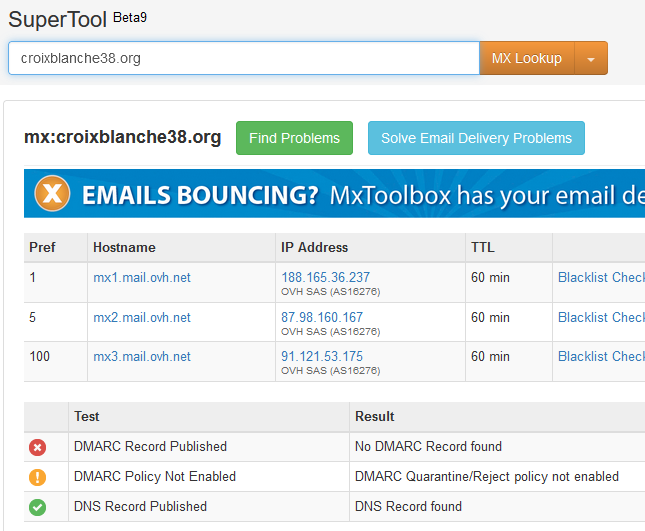 SuperTool Beta9
croixblanche38.org MX Lookup
mx:croixblanche38.org Find Problems Solve Email Delivery Problems
X EMAILS BOUNCING? MxToolbox has your email de
Pref Hostname IP Address TTL
1 mx1.mail.ovh.net 188.165.36.237 60 min Blacklist Check
OVH SAS (AS16276)
5 mx2.mail.ovh.net 87.98.160.167 60 min Blacklist Check
OVH SAS (AS16276)
100 mx3.mail.ovh.net 91.121.53.175 60 min Blacklist Check
OVH SAS (AS16276)
Test Result
DMARC Record Published No DMARC Record found
DMARC Policy Not Enabled DMARC Quarantine/Reject policy not enabled
DNS Record Published DNS Record found